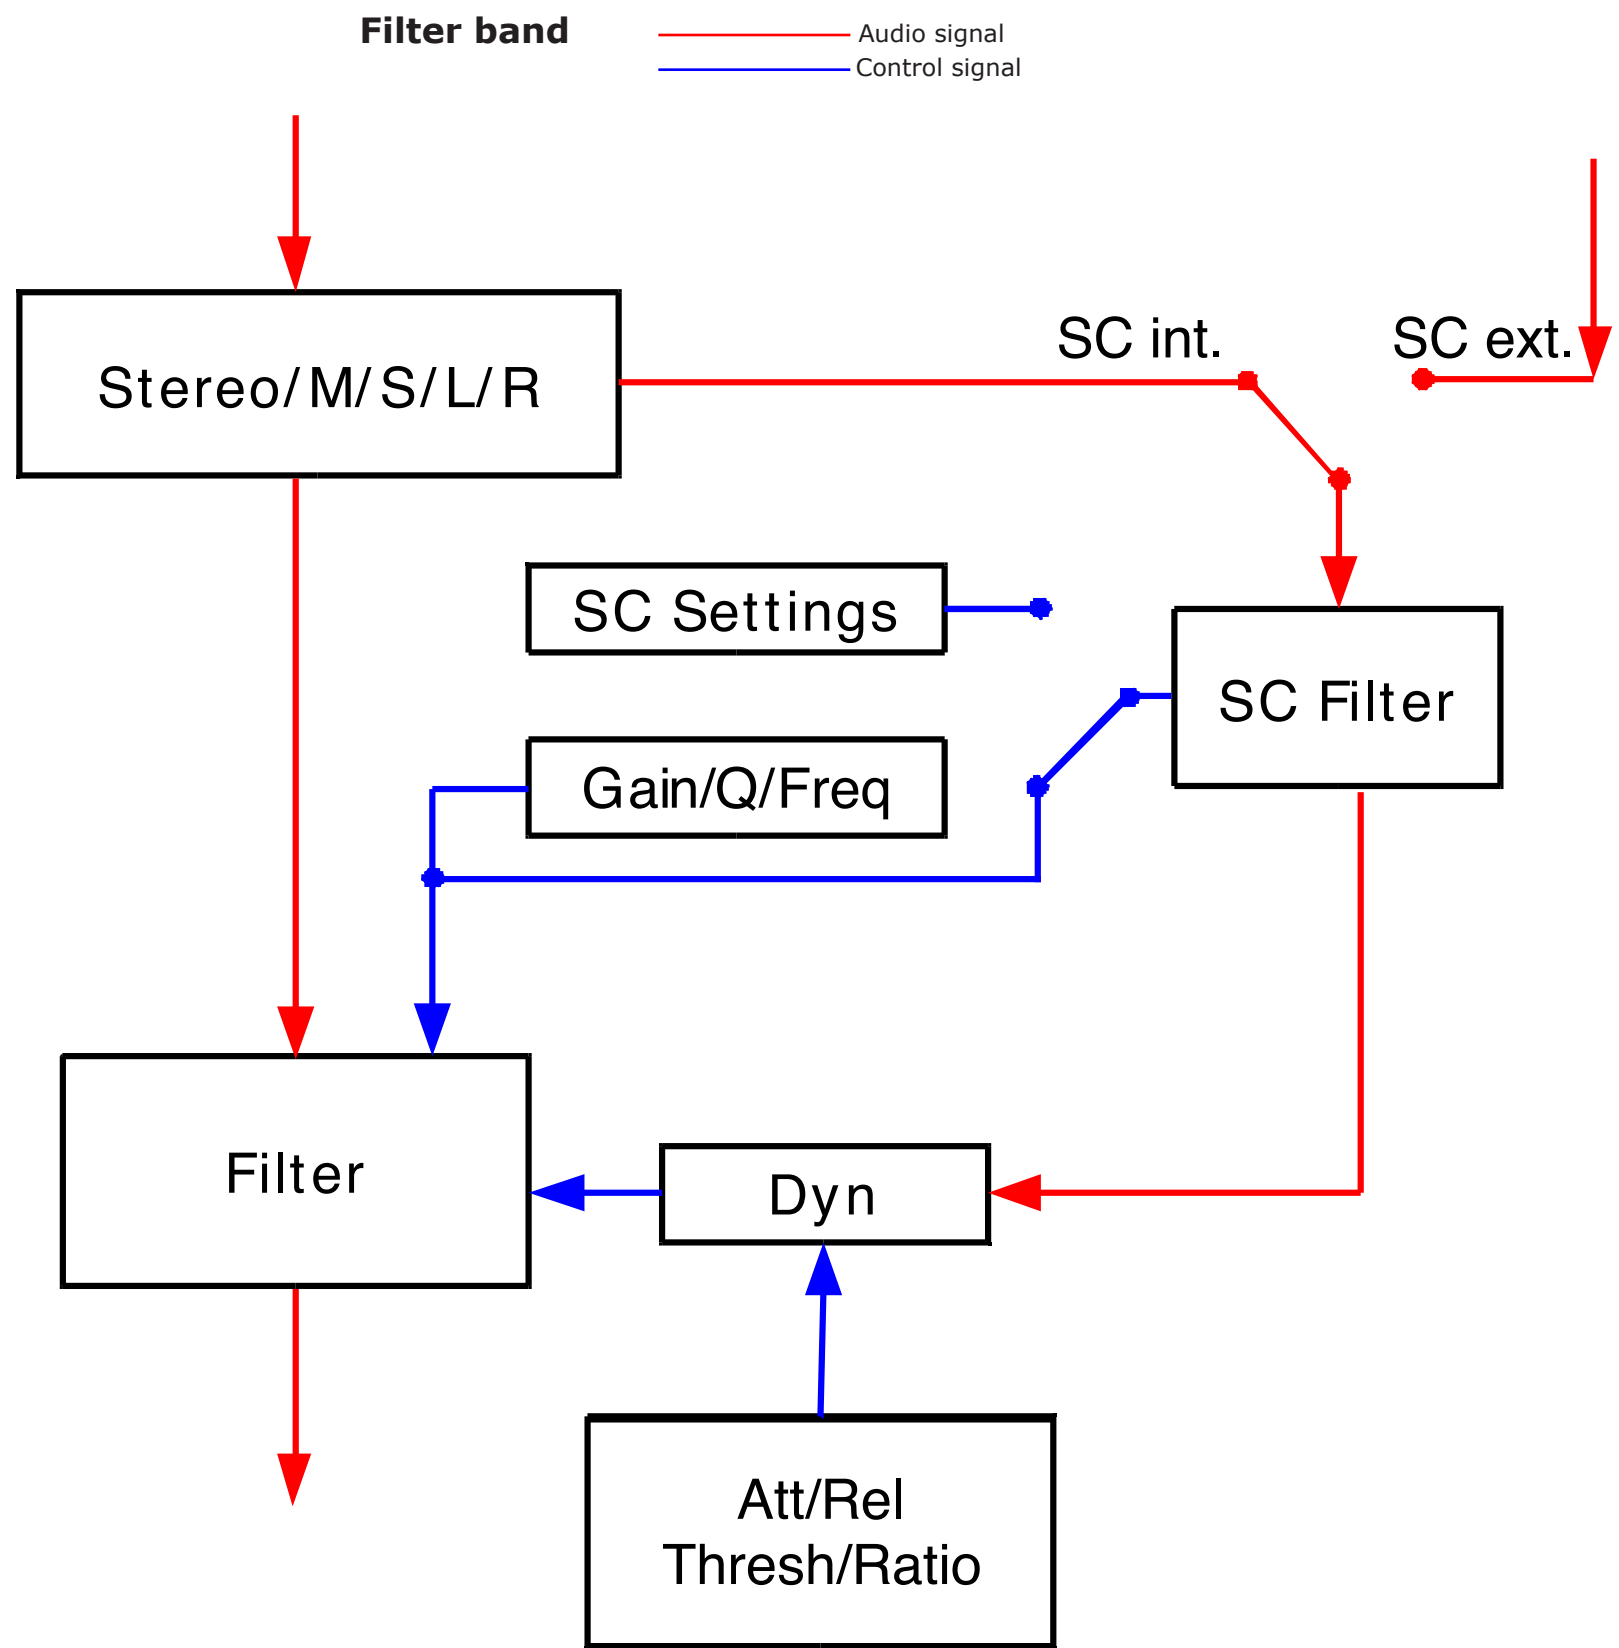 Filter band
Audio signal
Control signal
SC int.
SC ext.
Stereo/M/S/L/R
SC Settings
SC Filter
Gain/Q/Freq
Filter
Dyn
Att/Rel
Thresh/Ratio